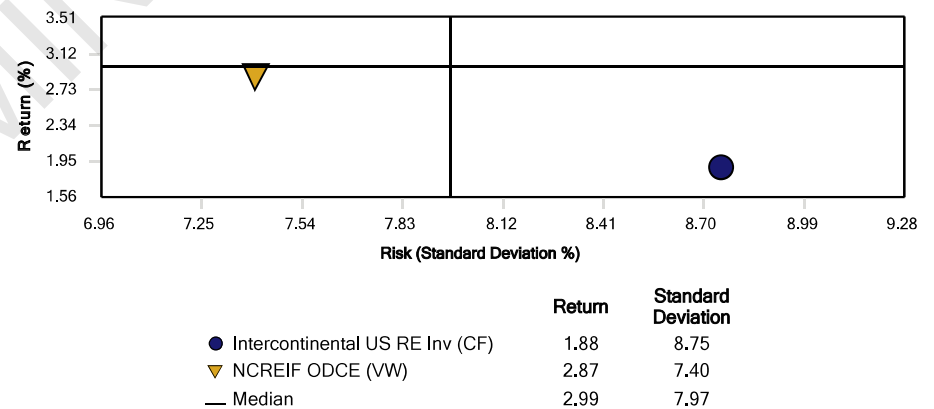 3.51
3.12
2.73
2.34
1.95
1.56
Return (%)
6.96 7.25 7.54 7.83 8.12 8.41 8.70 8.99 9.28
Risk (Standard Deviation %)
Return Standard Deviation
Intercontinental US RE Inv (CF) 1.88 8.75
NCREIF ODCE (VW) 2.87 7.40
Median 2.99 7.97